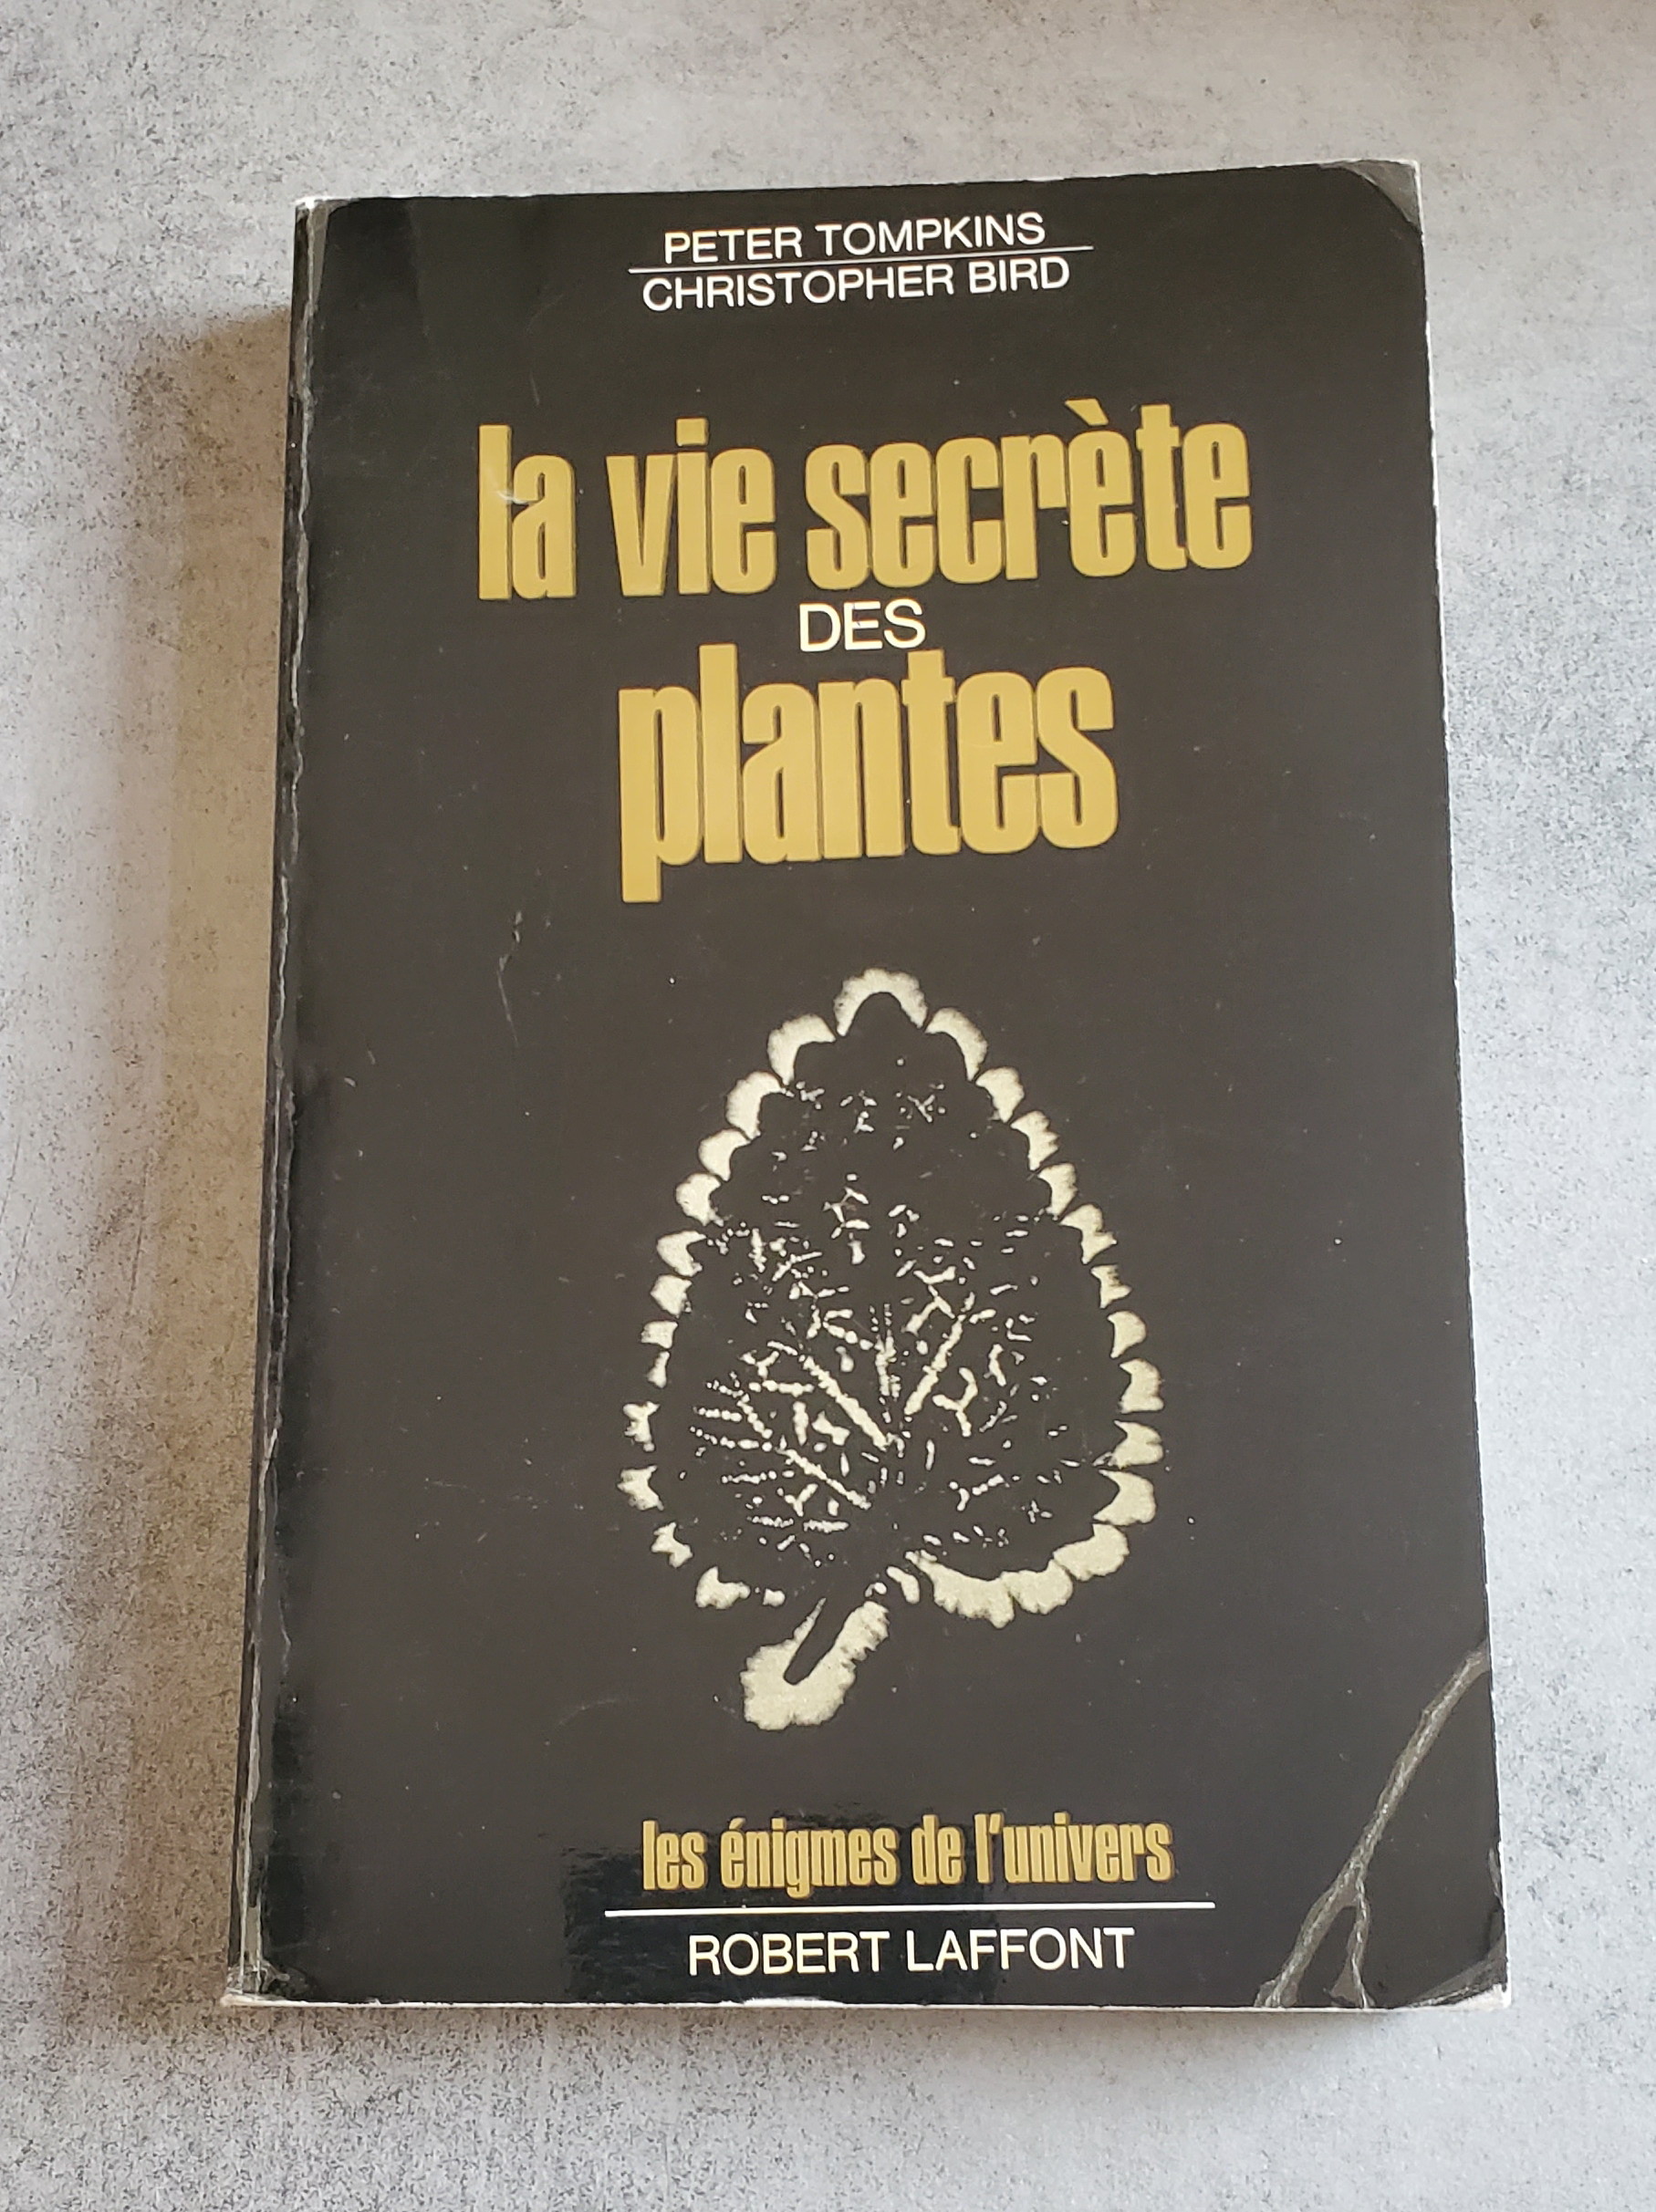 PETER TOMPKINS
CHRISTOPHER BIRD
la vie secrète
DES
plantes
les énigmes de l'univers
ROBERT LAFFONT